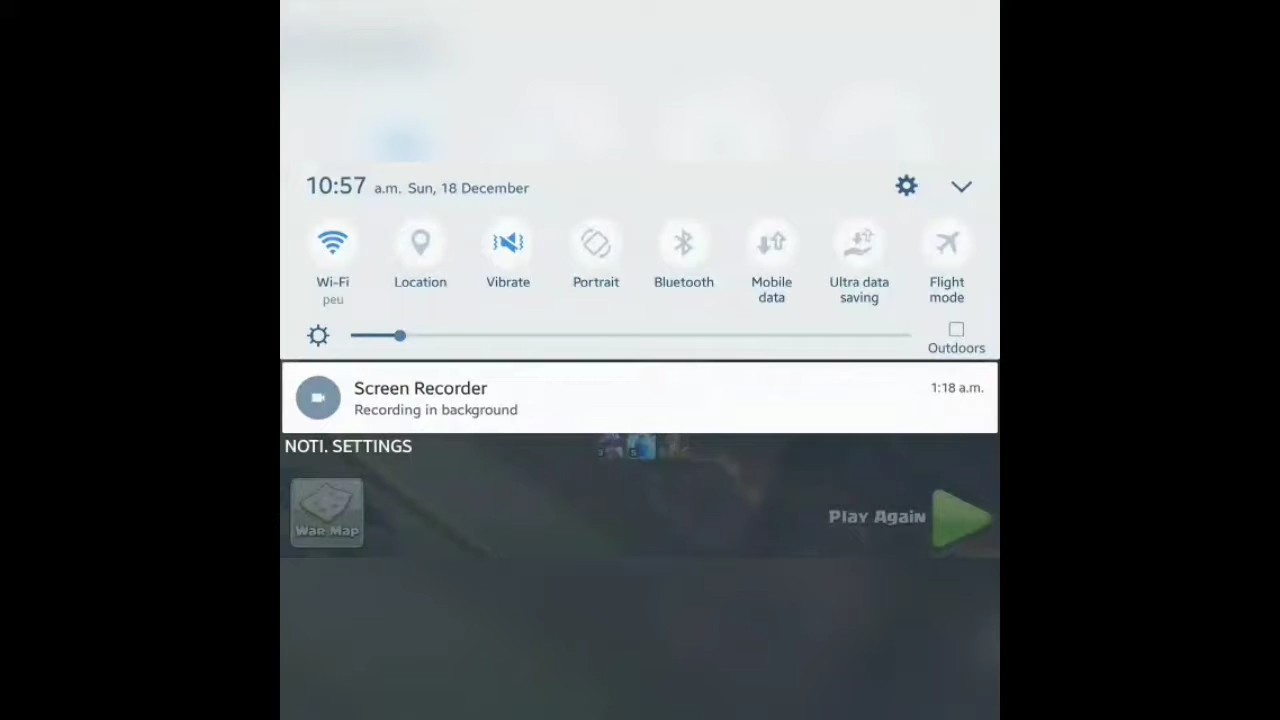 10:57 a.m. Sun, 18 December
Wi-Fi
peu
Location
Vibrate
Portrait
Bluetooth
Mobile
data
Ultra data
saving
Flight
mode
Outdoors
Screen Recorder
1:18 a.m.
Recording in background
NOTI. SETTINGS
War Map
Play Again